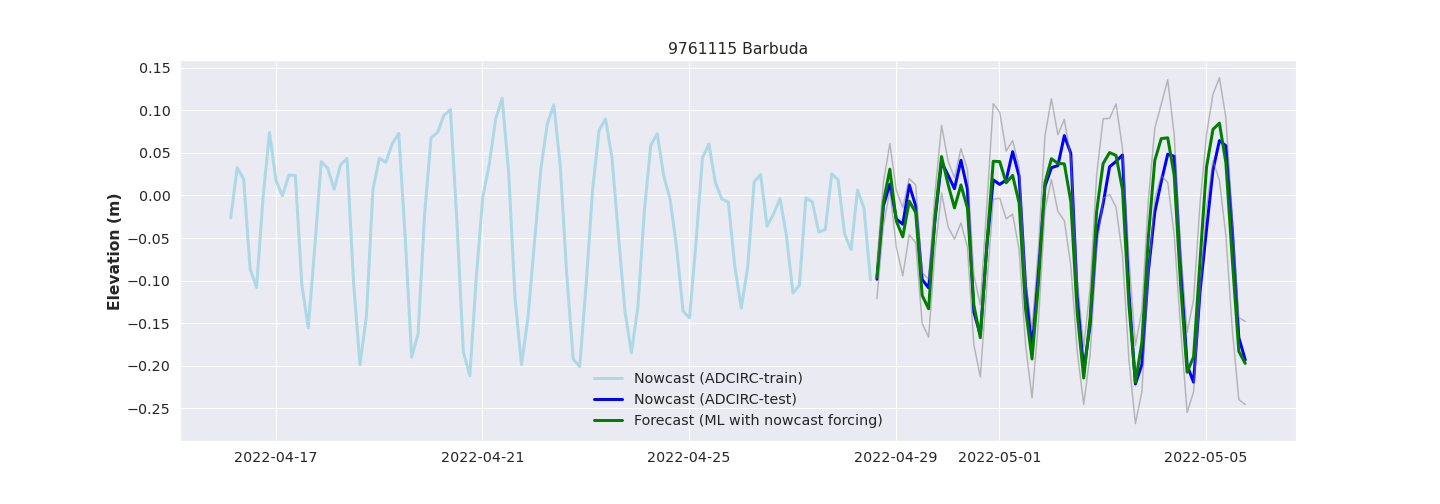 9761115 Barbuda
Elevation (m)
0.15
0.10
0.05
0.00
−0.05
−0.10
−0.15
−0.20
−0.25
Nowcast (ADCIRC-train)
Nowcast (ADCIRC-test)
Forecast (ML with nowcast forcing)
2022-04-17 2022-04-21 2022-04-25 2022-04-29 2022-05-01 2022-05-05